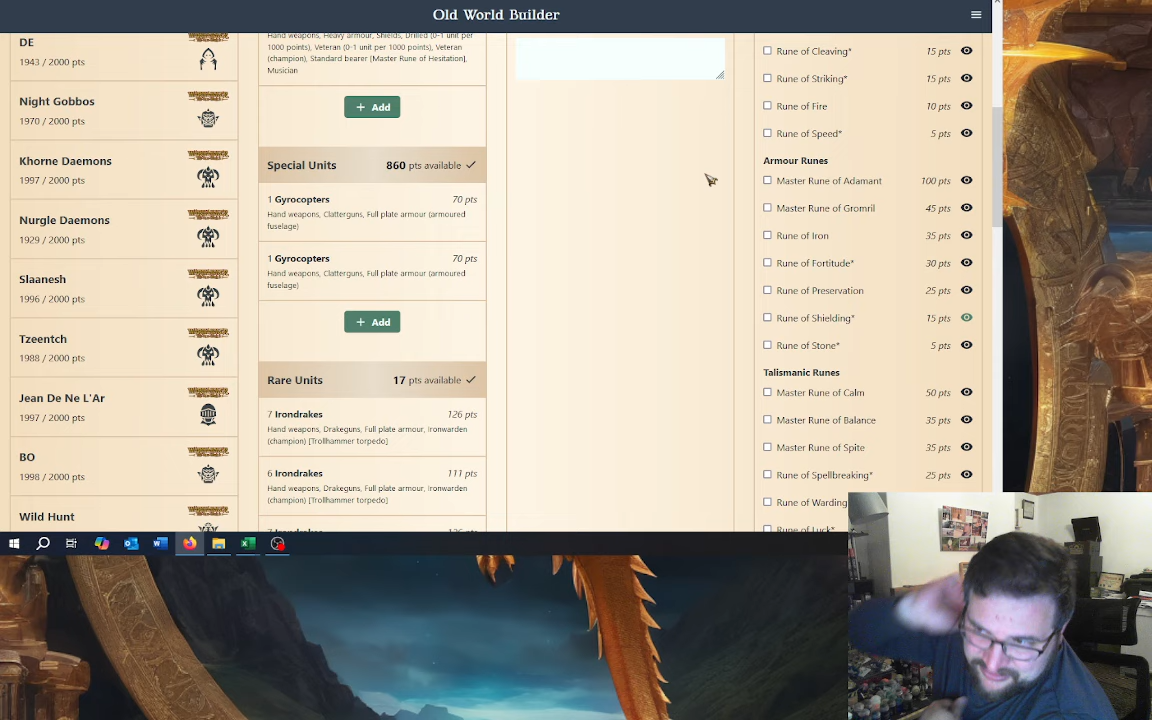 Old World Builder
DE
1943 / 2000 pts
Night Gobbos
1970 / 2000 pts
Khorne Daemons
1997 / 2000 pts
Nurgle Daemons
1929 / 2000 pts
Slaanesh
1996 / 2000 pts
Tzeentch
1988 / 2000 pts
Jean De Ne L'Ar
1997 / 2000 pts
BO
1998 / 2000 pts
Wild Hunt
Hand weapons, Heavy armour, Shields, Drilled (0-1 unit per
1000 points), Veteran (0-1 unit per 1000 points), Veteran
(champion), Standard bearer [Master Rune of Hesitation],
Musician
+ Add
Special Units 860 pts available
1 Gyrocopters 70 pts
Hand weapons, Clatterguns, Full plate armour (armoured
fuselage)
1 Gyrocopters 70 pts
Hand weapons, Clatterguns, Full plate armour (armoured
fuselage)
+ Add
Rare Units 17 pts available
7 Irondrakes 126 pts
Hand weapons, Drakeguns, Full plate armour, Ironwarden
(champion) [Trollhammer torpedo]
6 Irondrakes 111 pts
Hand weapons, Drakeguns, Full plate armour, Ironwarden
(champion) [Trollhammer torpedo]
7 Irondrakes 126 pts
Rune of Cleaving* 15 pts
Rune of Striking* 15 pts
Rune of Fire 10 pts
Rune of Speed* 5 pts
Armour Runes
Master Rune of Adamant 100 pts
Master Rune of Gromril 45 pts
Rune of Iron 35 pts
Rune of Fortitude* 30 pts
Rune of Preservation 25 pts
Rune of Shielding* 15 pts
Rune of Stone* 5 pts
Talismanic Runes
Master Rune of Calm 50 pts
Master Rune of Balance 35 pts
Master Rune of Spite 35 pts
Rune of Spellbreaking* 25 pts
Rune of Warding
Rune of Luck*